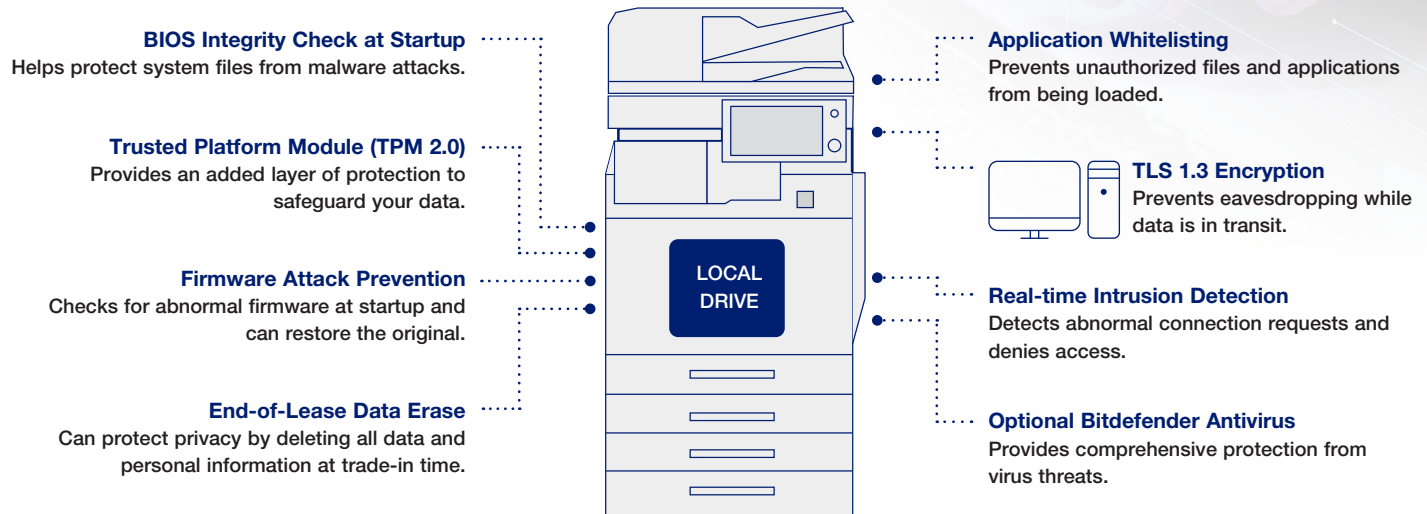 BIOS Integrity Check at Startup
Helps protect system files from malware attacks.
Trusted Platform Module (TPM 2.0)
Provides an added layer of protection to
safeguard your data.
Firmware Attack Prevention
Checks for abnormal firmware at startup and
can restore the original.
End-of-Lease Data Erase
Can protect privacy by deleting all data and
personal information at trade-in time.
LOCAL
DRIVE
Application Whitelisting
Prevents unauthorized files and applications
from being loaded.
TLS 1.3 Encryption
Prevents eavesdropping while
data is in transit.
Real-time Intrusion Detection
Detects abnormal connection requests and
denies access.
Optional Bitdefender Antivirus
Provides comprehensive protection from
virus threats.